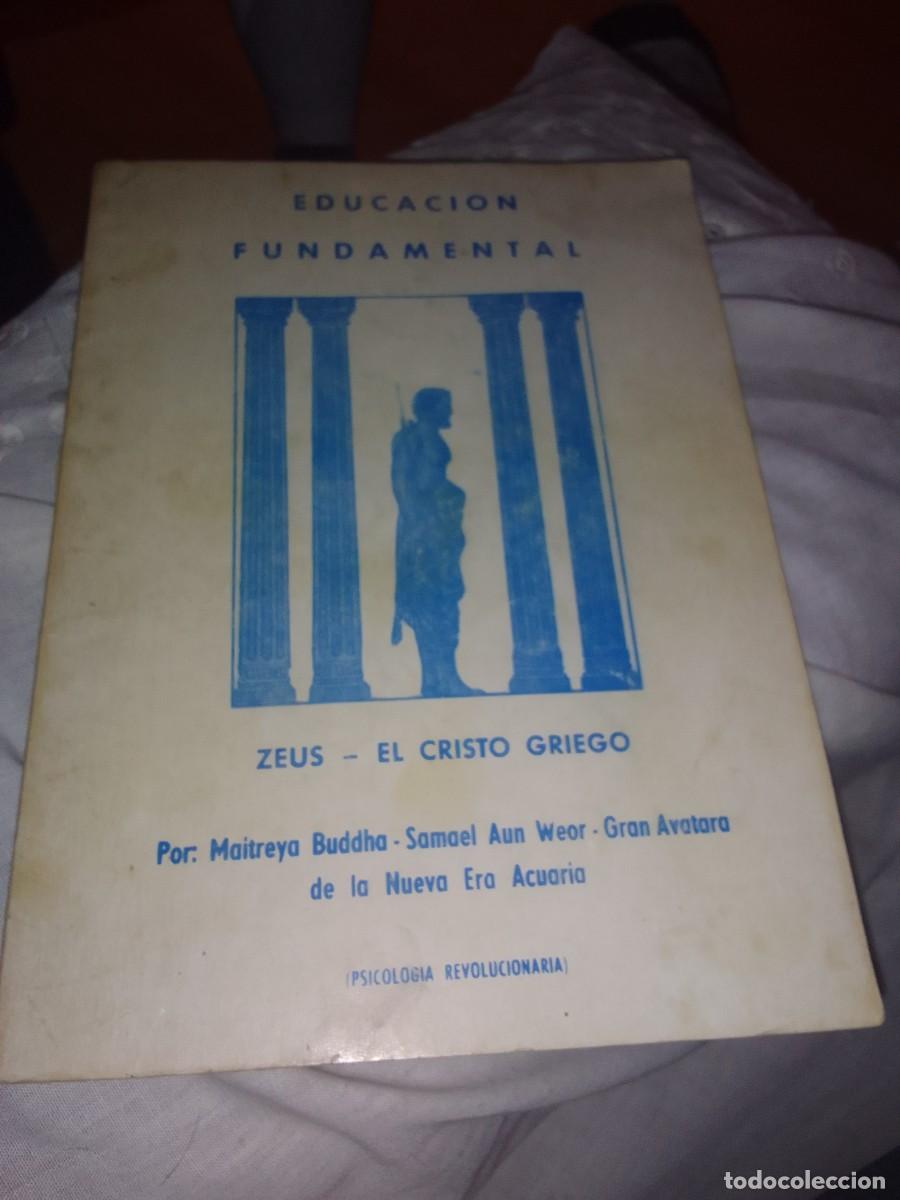 EDUCACION
FUNDAMENTAL
ZEUS - EL CRISTO GRIEGO
Por: Maitreya Buddha - Samael Aun Weor - Gran Avatara
de la Nueva Era Acuaria
(PSICOLOGIA REVOLUCIONARIA)
todocoleccion